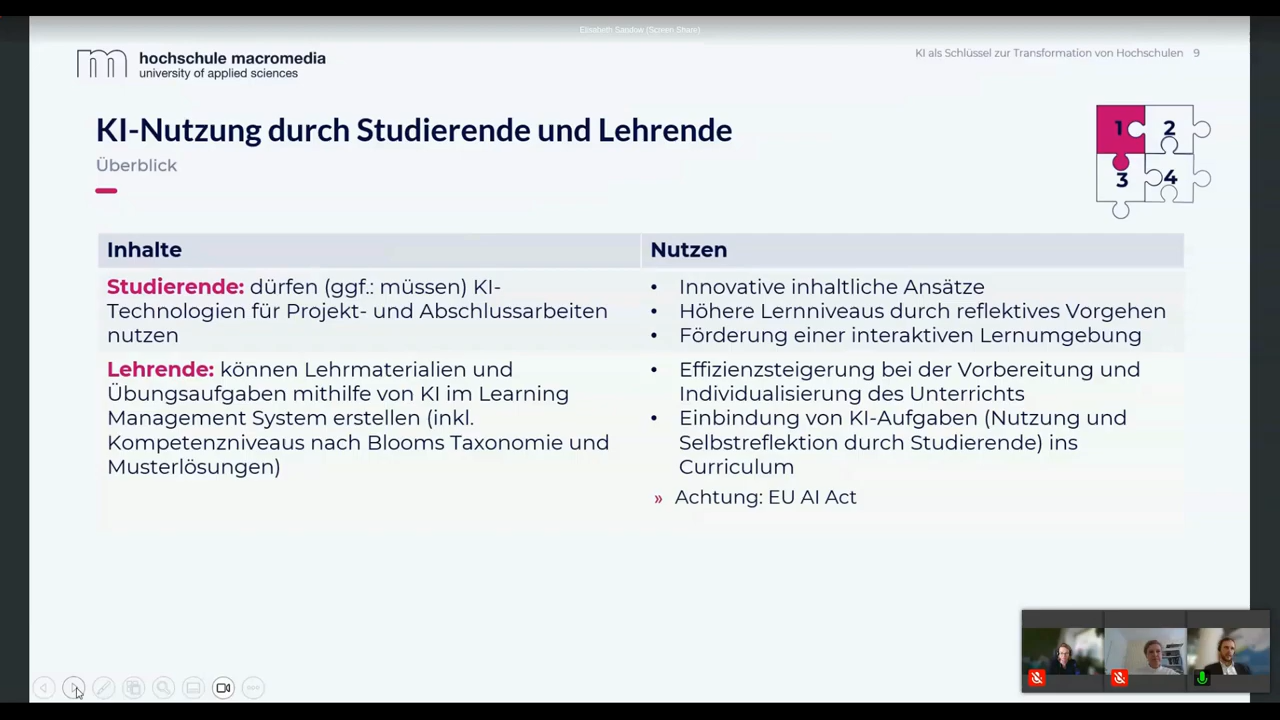 Elisabeth Sandow (Screen Share)
hochschule macromedia
university of applied sciences
KI als Schlüssel zur Transformation von Hochschulen 9
KI-Nutzung durch Studierende und Lehrende
Überblick
1 2
3 4
Inhalte
Nutzen
Studierende: dürfen (ggf.: müssen) KI-
Technologien für Projekt- und Abschlussarbeiten
nutzen
• Innovative inhaltliche Ansätze
• Höhere Lernniveaus durch reflektives Vorgehen
• Förderung einer interaktiven Lernumgebung
Lehrende: können Lehrmaterialien und
Übungsaufgaben mithilfe von KI im Learning
Management System erstellen (inkl.
Kompetenzniveaus nach Blooms Taxonomie und
Musterlösungen)
• Effizienzsteigerung bei der Vorbereitung und
Individualisierung des Unterrichts
• Einbindung von KI-Aufgaben (Nutzung und
Selbstreflektion durch Studierende) ins
Curriculum
» Achtung: EU AI Act